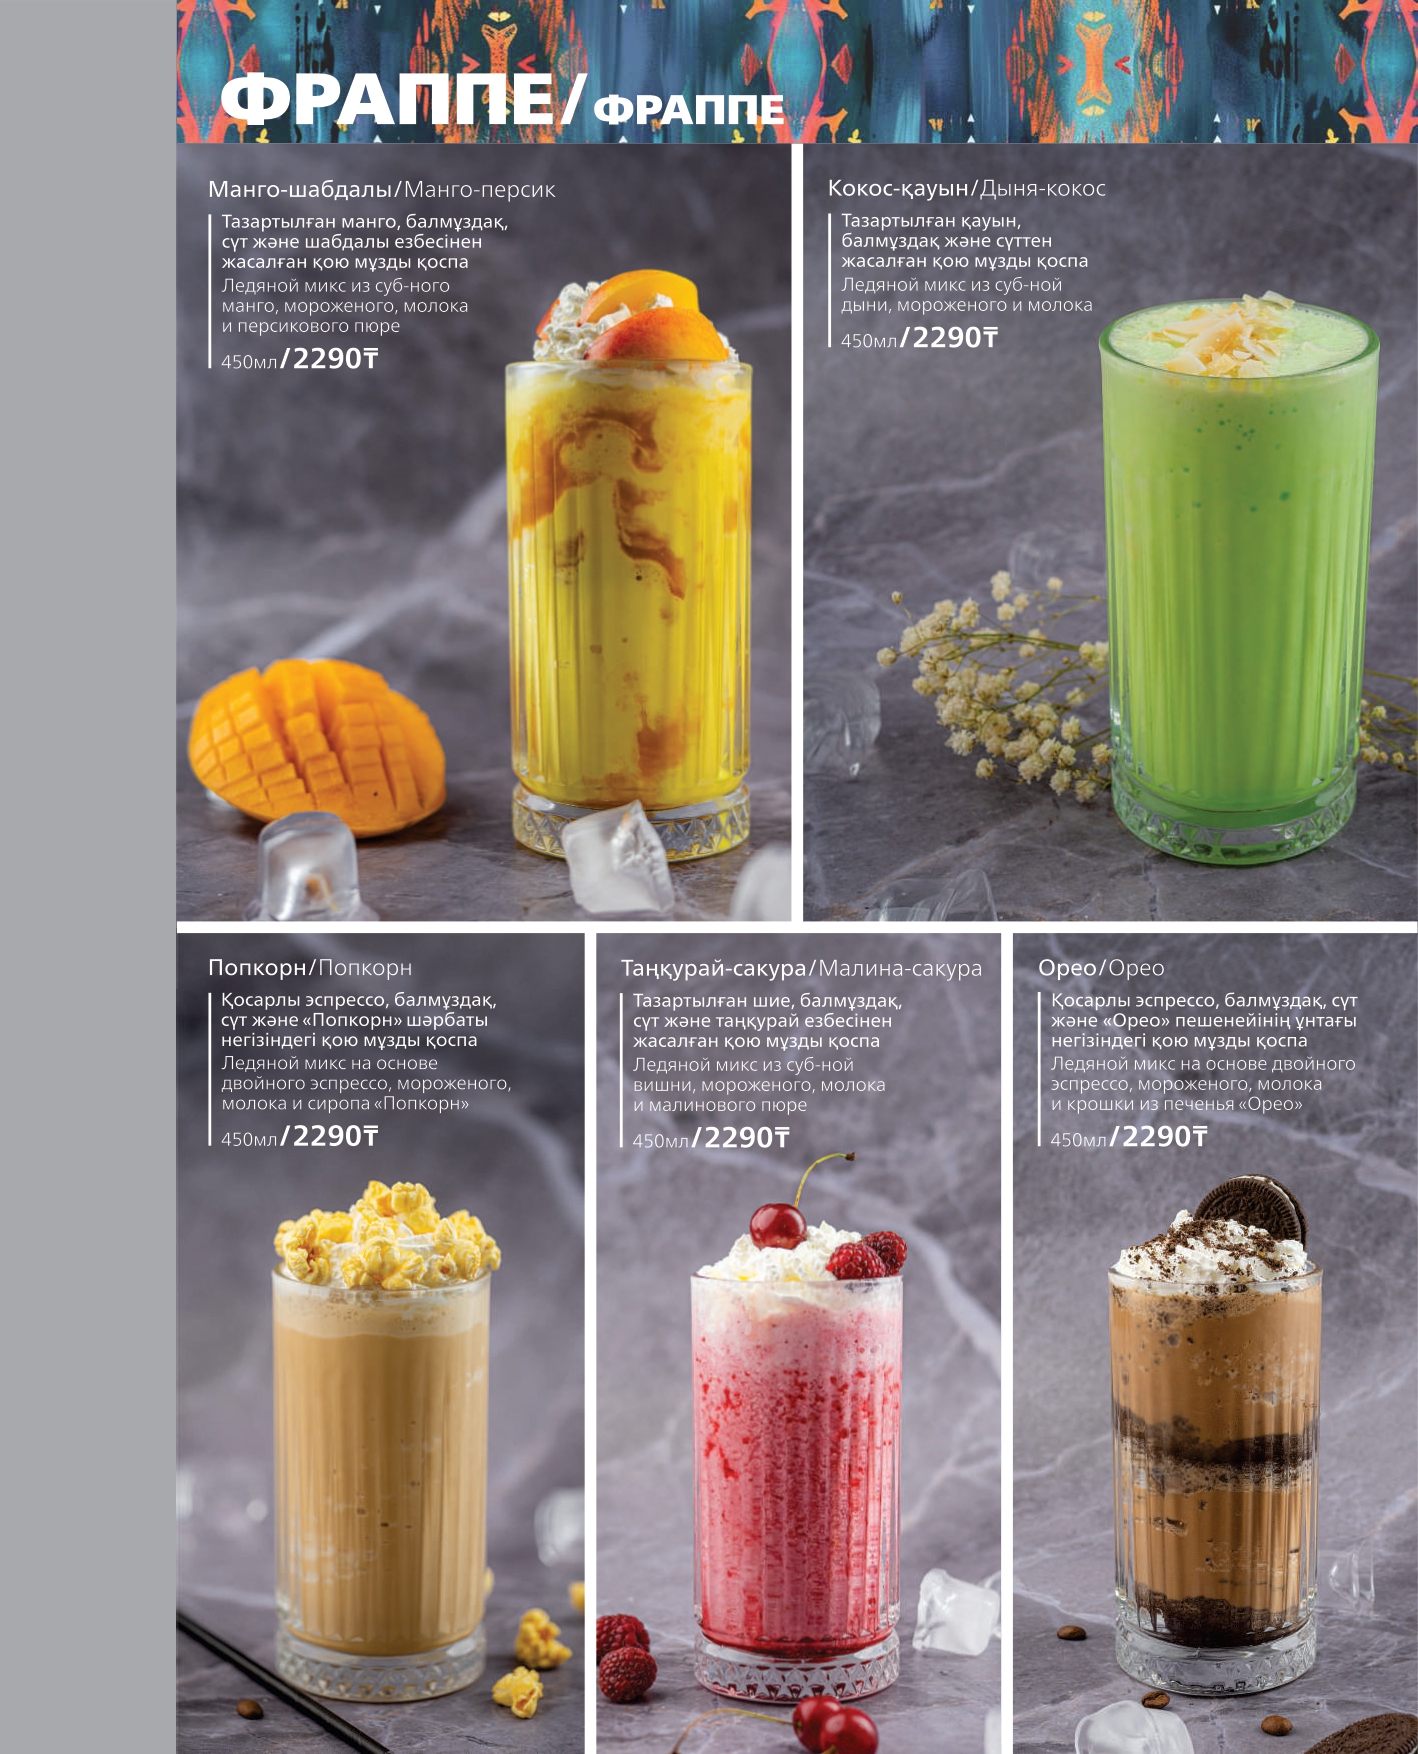 ФРАППЕ/ФРАППЕ
Манго-шабдалы/Манго-персик
Тазартылған манго, балмұздақ,
сүт және шабдалы езбесінен
жасалған қою мұзды қоспа
Ледяной микс из суб-ного
манго, мороженого, молока
и персикового пюре
450мл/2290₸
Кокос-қауын/Дыня-кокос
Тазартылған қауын,
балмұздақ және сүттен
жасалған қою мұзды қоспа
Ледяной микс из суб-ной
дыни, мороженого и молока
450мл/2290₸
Попкорн/Попкорн
Қосарлы эспрессо, балмұздақ,
сүт және «Попкорн» шәрбаты
негізіндегі қою мұзды қоспа
Ледяной микс на основе
двойного эспрессо, мороженого,
молока и сиропа «Попкорн»
450мл/2290₸
Таңқурай-сакура/Малина-сакура
Тазартылған шие, балмұздақ,
сүт және таңқурай езбесінен
жасалған қою мұзды қоспа
Ледяной микс из суб-ной
вишни, мороженого, молока
и малинового пюре
450мл/2290₸
Орео/Орео
Қосарлы эспрессо, балмұздақ, сүт
және «Орео» пешенейінің ұнтағы
негізіндегі қою мұзды қоспа
Ледяной микс на основе двойного
эспрессо, мороженого, молока
и крошки из печенья «Орео»
450мл/2290₸